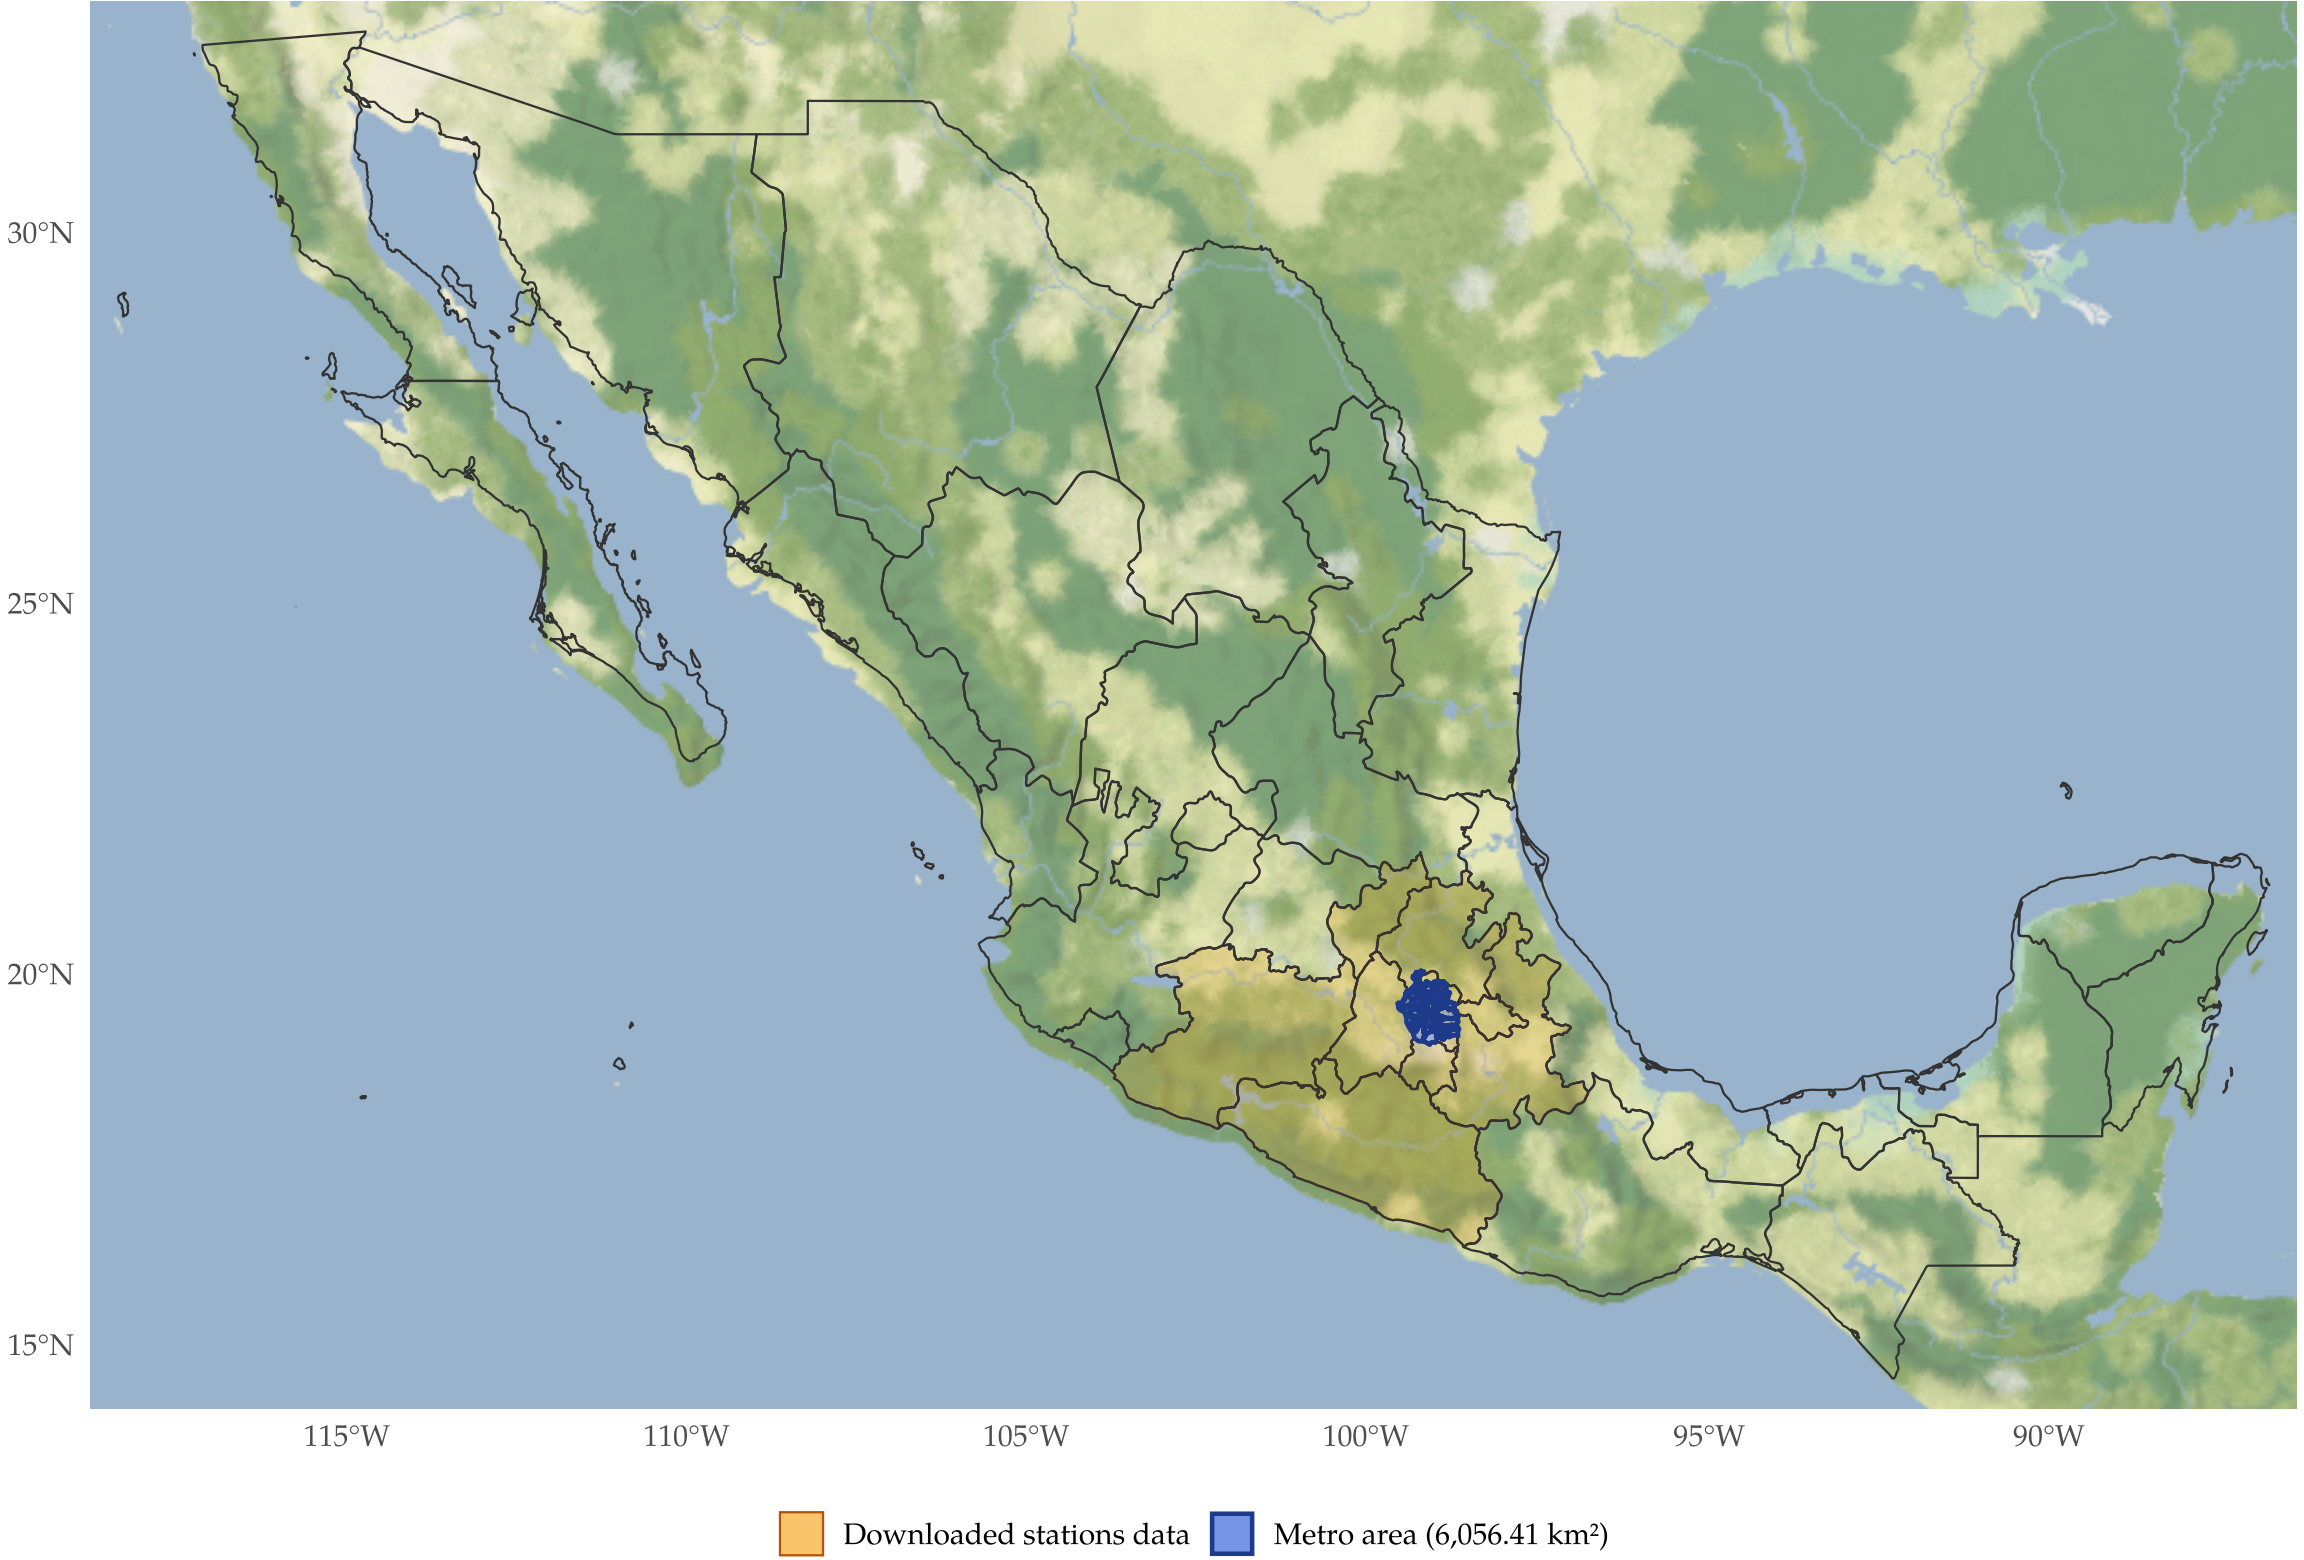 30°N
25°N
20°N
15°N
115°W
110°W
105°W
100°W
95°W
90°W
Downloaded stations data
Metro area (6,056.41 km²)